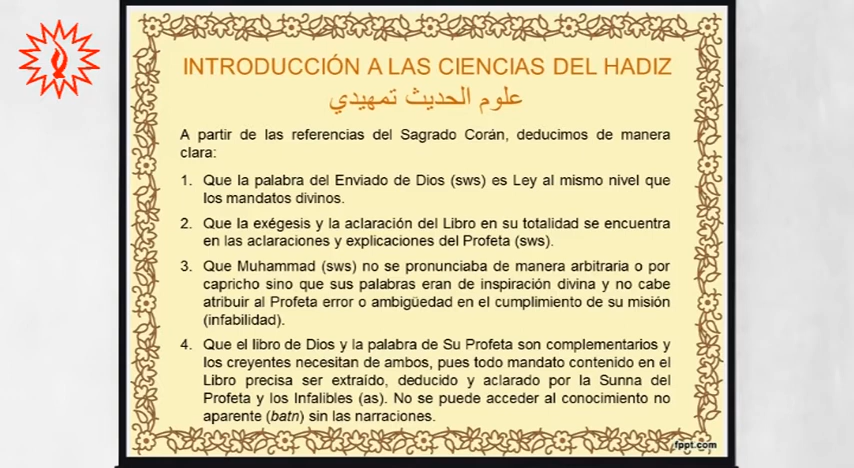 INTRODUCCIÓN A LAS CIENCIAS DEL HADIZ
علوم الحديث تمهيدي
A partir de las referencias del Sagrado Corán, deducimos de manera
clara:
1. Que la palabra del Enviado de Dios (sws) es Ley al mismo nivel que
los mandatos divinos.
2. Que la exégesis y la aclaración del Libro en su totalidad se encuentra
en las aclaraciones y explicaciones del Profeta (sws).
3. Que Muhammad (sws) no se pronunciaba de manera arbitraria o por
capricho sino que sus palabras eran de inspiración divina y no cabe
atribuir al Profeta error o ambigüedad en el cumplimiento de su misión
(infabilidad).
4. Que el libro de Dios y la palabra de Su Profeta son complementarios y
los creyentes necesitan de ambos, pues todo mandato contenido en el
Libro precisa ser extraído, deducido y aclarado por la Sunna del
Profeta y los Infalibles (as). No se puede acceder al conocimiento no
aparente (batn) sin las narraciones.
fppt.com